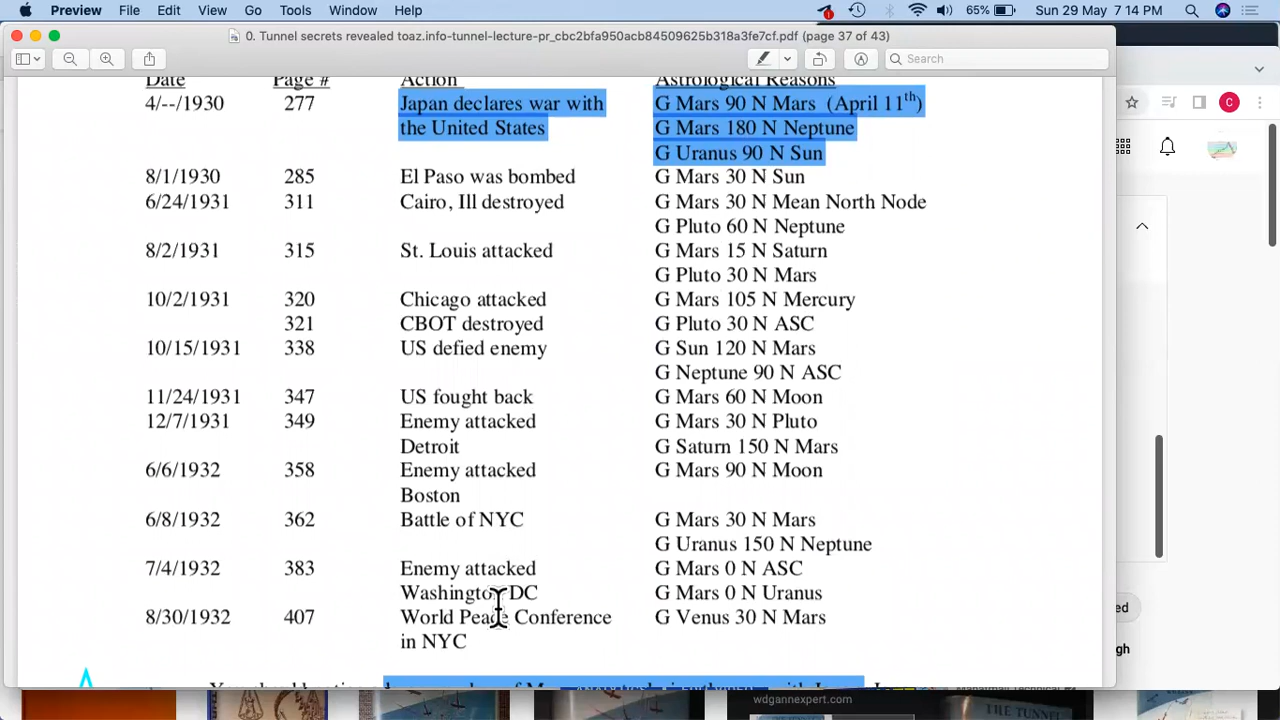 Preview File Edit View Go Tools Window Help 1 65% Sun 29 May 7:14 PM
0. Tunnel secrets revealed toaz.info-tunnel-lecture-pr_cbc2bfa950acb84509625b318a3fe7cf.pdf (page 37 of 43)
Search
Date Page # Action Astrological Reasons
4/--/1930 277 Japan declares war with G Mars 90 N Mars (April 11th)
the United States G Mars 180 N Neptune
G Uranus 90 N Sun
8/1/1930 285 El Paso was bombed G Mars 30 N Sun
6/24/1931 311 Cairo, Ill destroyed G Mars 30 N Mean North Node
G Pluto 60 N Neptune
8/2/1931 315 St. Louis attacked G Mars 15 N Saturn
G Pluto 30 N Mars
10/2/1931 320 Chicago attacked G Mars 105 N Mercury
321 CBOT destroyed G Pluto 30 N ASC
10/15/1931 338 US defied enemy G Sun 120 N Mars
G Neptune 90 N ASC
11/24/1931 347 US fought back G Mars 60 N Moon
12/7/1931 349 Enemy attacked G Mars 30 N Pluto
Detroit G Saturn 150 N Mars
6/6/1932 358 Enemy attacked G Mars 90 N Moon
Boston
6/8/1932 362 Battle of NYC G Mars 30 N Mars
G Uranus 150 N Neptune
7/4/1932 383 Enemy attacked G Mars 0 N ASC
Washington DC G Mars 0 N Uranus
8/30/1932 407 World Peace Conference G Venus 30 N Mars
in NYC
C
ed
gh
wdgannexpert.com
THE TUNNEL